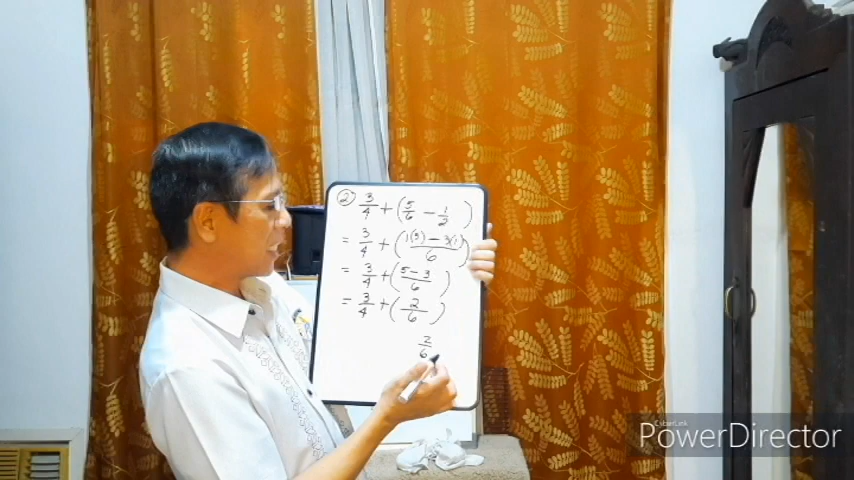 ② 3/4 + (5/6 − 1/2)
= 3/4 + (1(5) − 3(1)/6)
= 3/4 + (5 − 3/6)
= 3/4 + (2/6)
2/6
CyberLink
PowerDirector